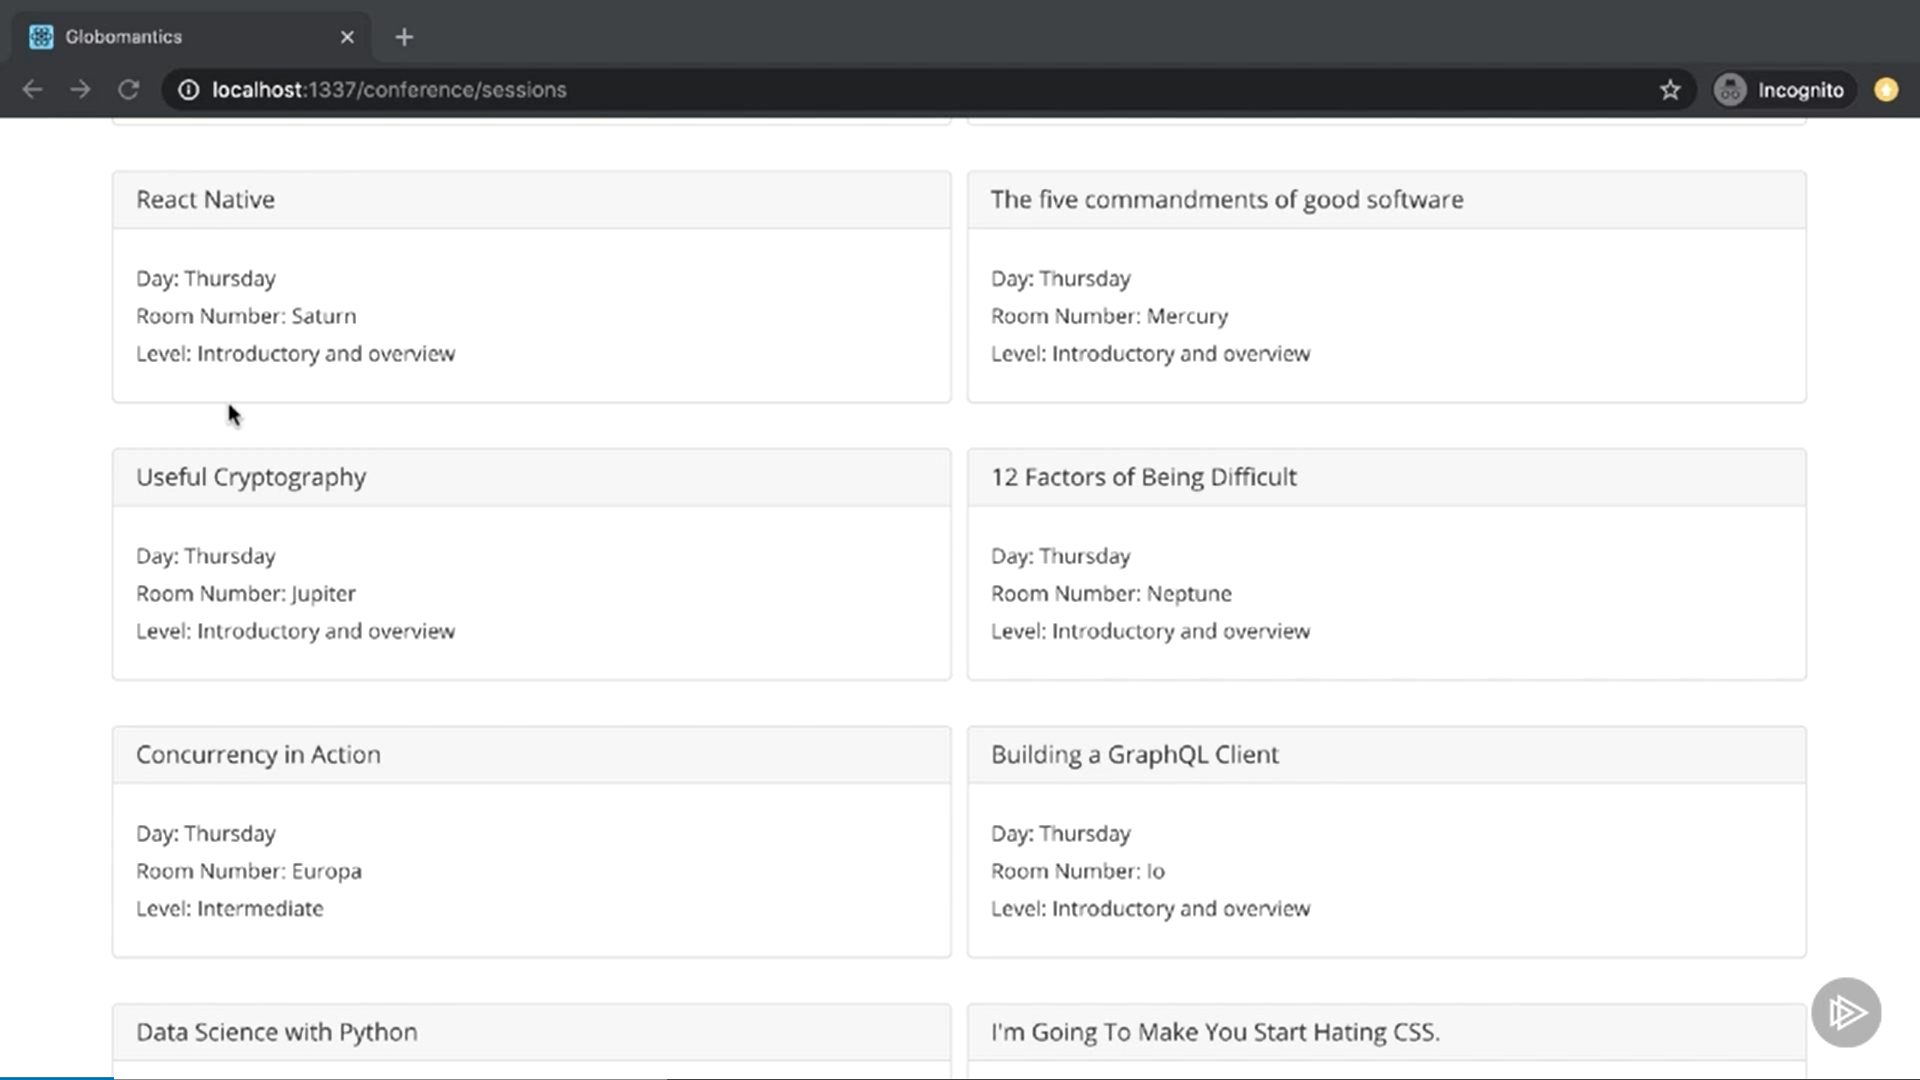 Globomantics
localhost:1337/conference/sessions
Incognito
React Native
Day: Thursday
Room Number: Saturn
Level: Introductory and overview
The five commandments of good software
Day: Thursday
Room Number: Mercury
Level: Introductory and overview
Useful Cryptography
Day: Thursday
Room Number: Jupiter
Level: Introductory and overview
12 Factors of Being Difficult
Day: Thursday
Room Number: Neptune
Level: Introductory and overview
Concurrency in Action
Day: Thursday
Room Number: Europa
Level: Intermediate
Building a GraphQL Client
Day: Thursday
Room Number: Io
Level: Introductory and overview
Data Science with Python
I'm Going To Make You Start Hating CSS.